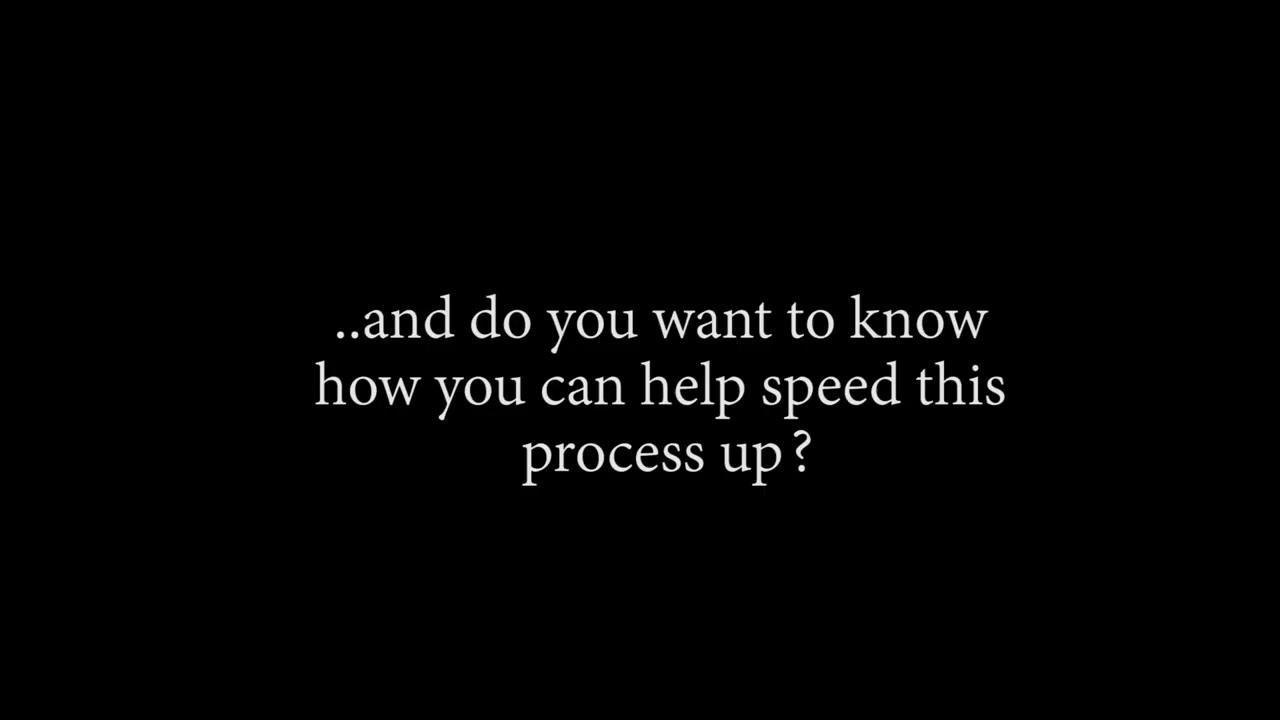 ..and do you want to know
how you can help speed this
process up?